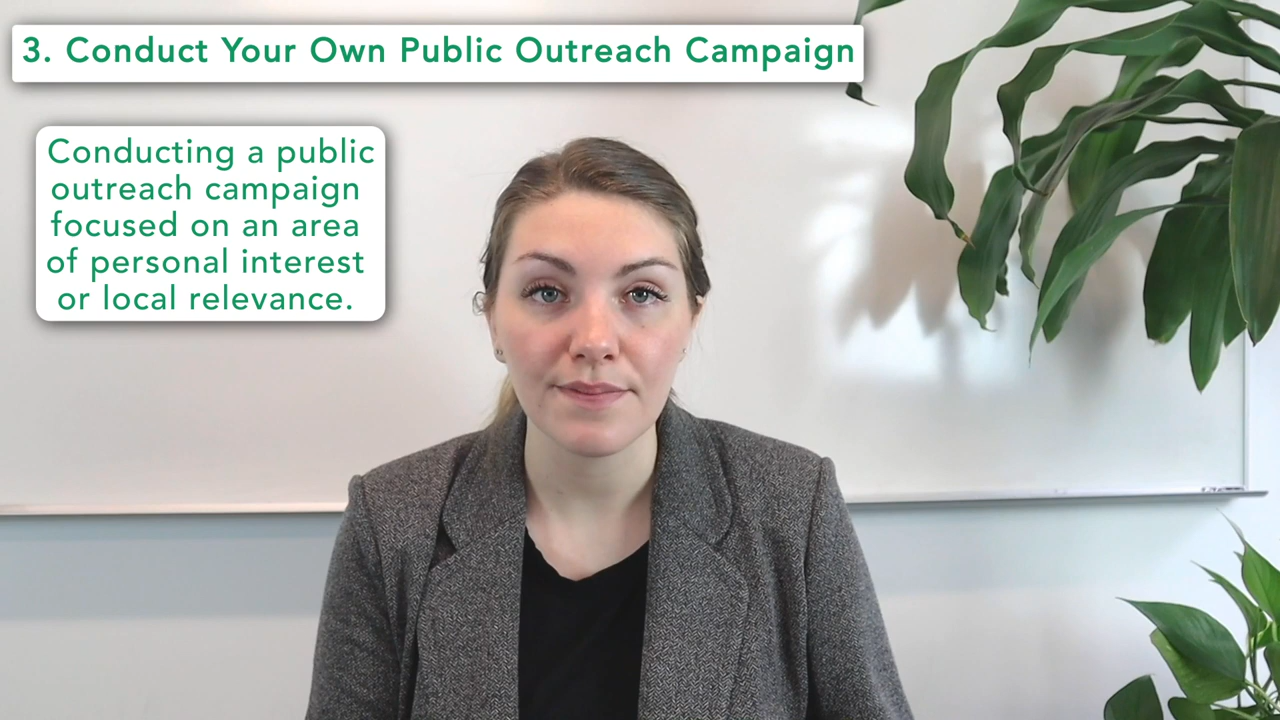 3. Conduct Your Own Public Outreach Campaign
Conducting a public
outreach campaign
focused on an area
of personal interest
or local relevance.